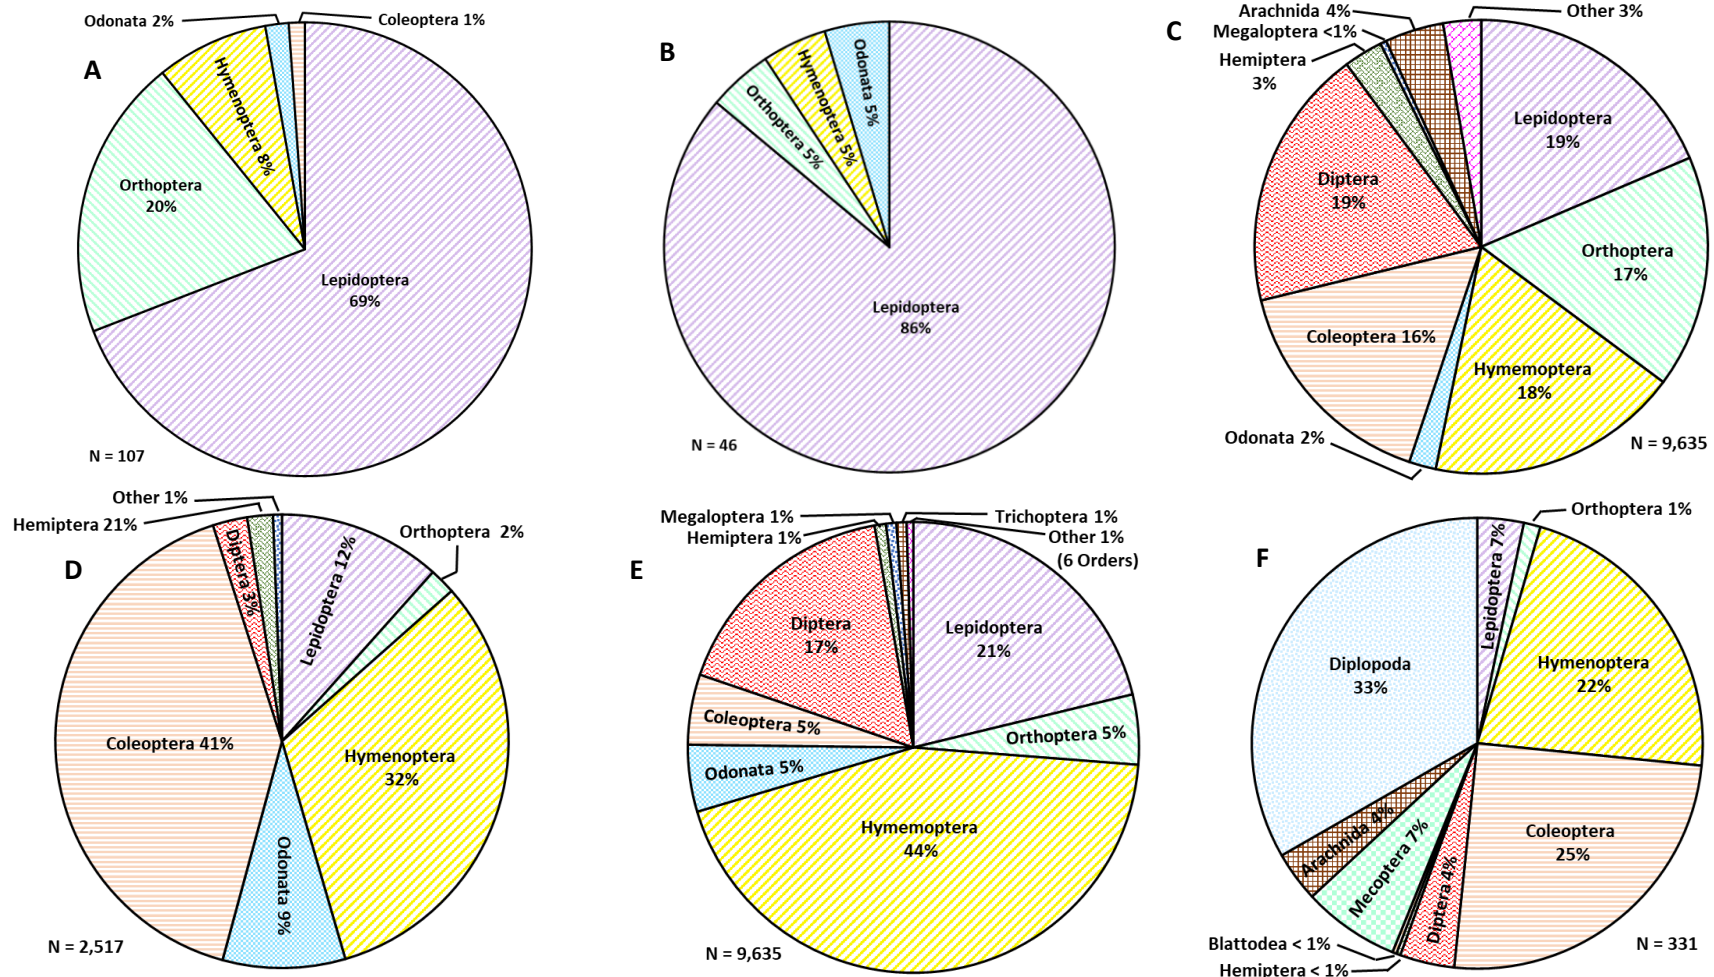 A
Odonata 2%
Coleoptera 1%
Hymenoptera 8%
Orthoptera
20%
Lepidoptera
69%
N = 107
B
Orthoptera 5%
Hymenoptera 5%
Odonata 5%
Lepidoptera
86%
N = 46
C
Arachnida 4%
Megaloptera <1%
Hemiptera
3%
Other 3%
Lepidoptera
19%
Diptera
19%
Orthoptera
17%
Coleoptera 16%
Hymemoptera
18%
Odonata 2%
N = 9,635
D
Other 1%
Hemiptera 21%
Diptera 3%
Lepidoptera 12%
Orthoptera 2%
Coleoptera 41%
Hymenoptera
32%
Odonata 9%
N = 2,517
E
Megaloptera 1%
Hemiptera 1%
Trichoptera 1%
Other 1%
(6 Orders)
Diptera
17%
Lepidoptera
21%
Coleoptera 5%
Orthoptera 5%
Odonata 5%
Hymemoptera
44%
N = 9,635
F
Orthoptera 1%
Lepidoptera 7%
Hymenoptera
22%
Diplopoda
33%
Coleoptera
25%
Arachnida 4%
Mecoptera 7%
Diptera 4%
Blattodea < 1%
Hemiptera < 1%
N = 331